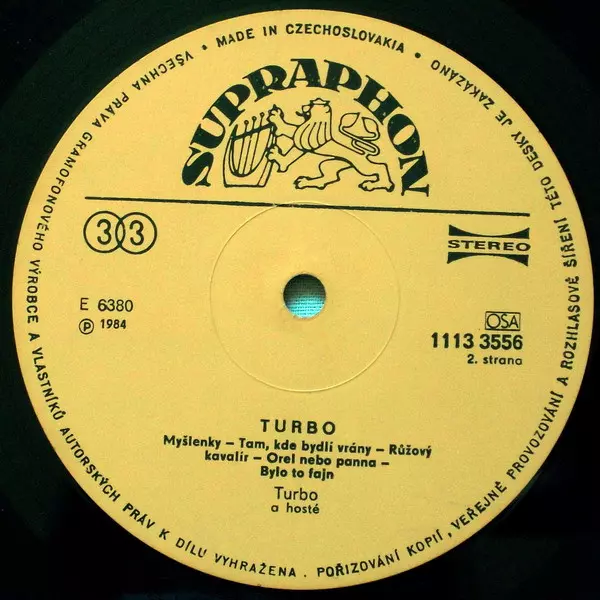 • MADE IN CZECHOSLOVAKIA •
VŠECHNA PRÁVA GRAMOFONOVÉHO VÝROBCE A VLASTNÍKŮ AUTORSKÝCH PRÁV K DÍLU VYHRAŽENA. POŘIZOVÁNÍ KOPIÍ, VEŘEJNÉ PROVOZOVÁNÍ A ROZHLASOVÉ ŠÍŘENÍ TÉTO DESKY JE ZAKÁZÁNO
SUPRAPHON
33
STEREO
E 6380
Ⓟ 1984
OSA
1113 3556
2. strana
TURBO
Myšlenky – Tam, kde bydlí vrány – Růžový
kavalír – Orel nebo panna –
Bylo to fajn
Turbo
a hosté